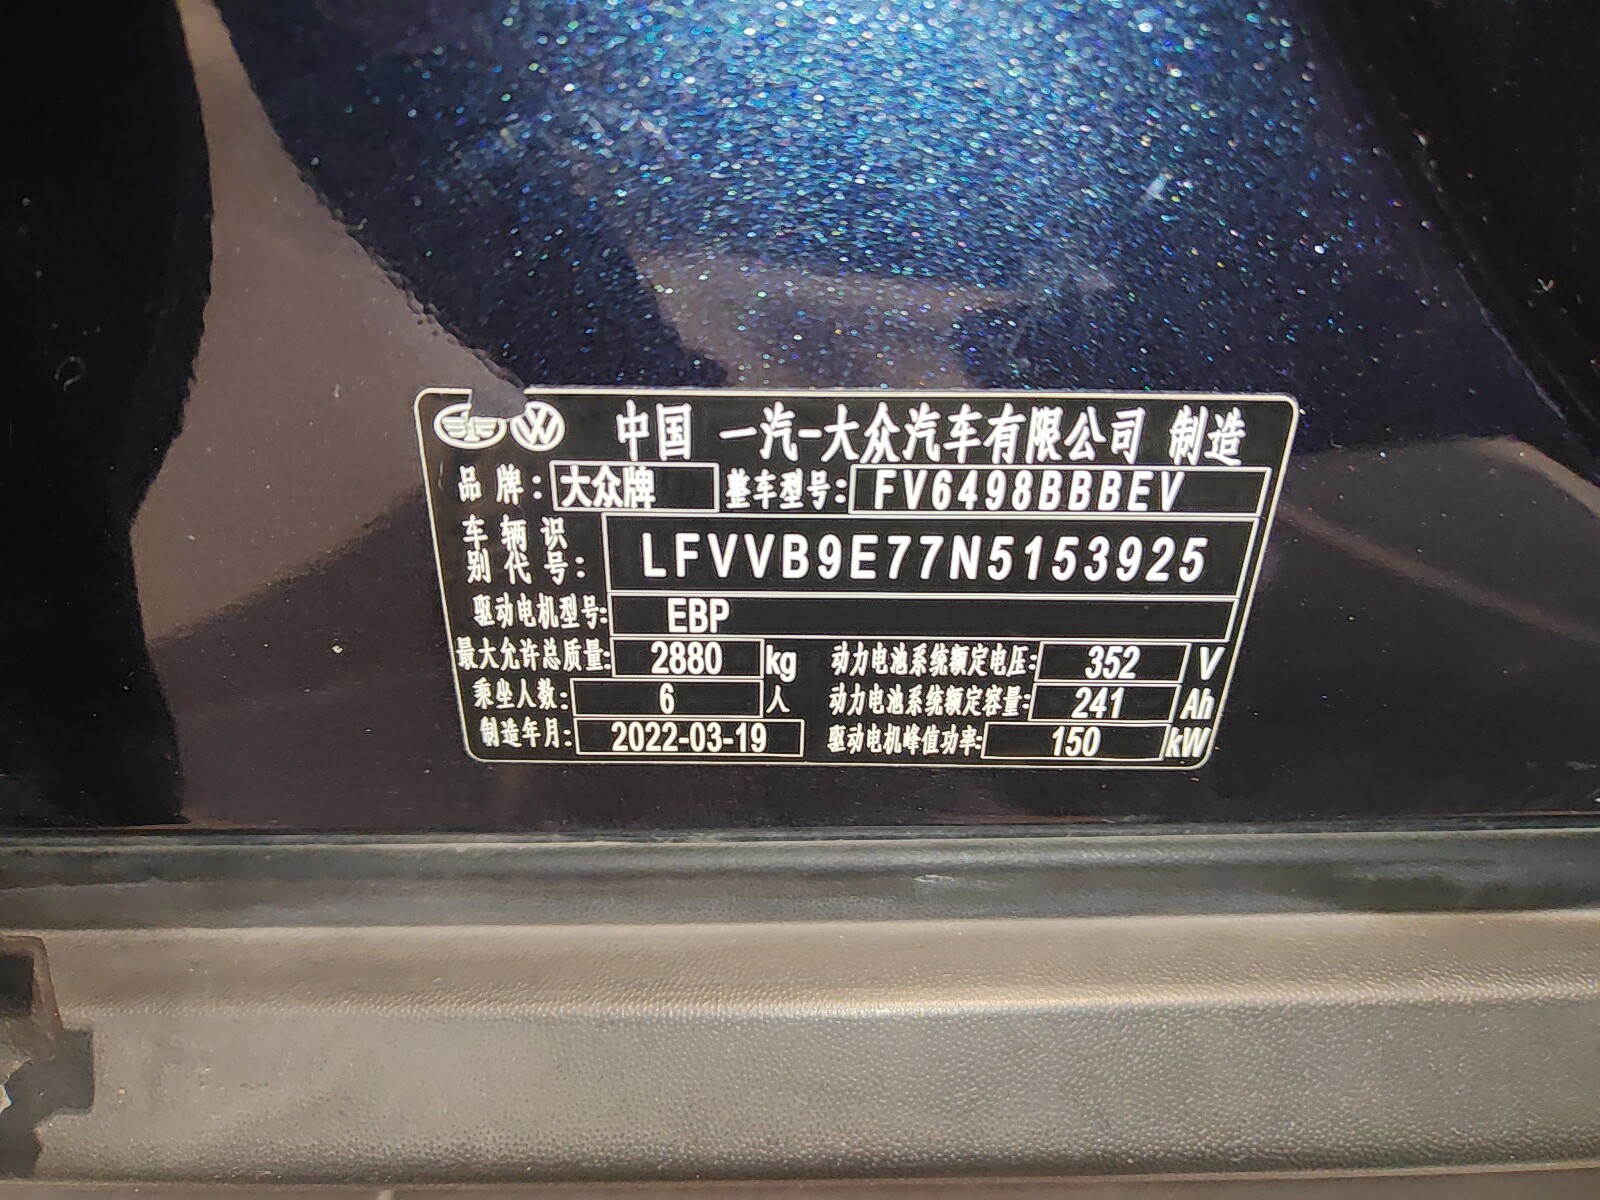 中国 一汽-大众汽车有限公司 制造
品牌: 大众牌 整车型号: FV6498BBBEV
车辆识别代号: LFVVB9E77N5153925
驱动电机型号: EBP
最大允许总质量: 2880 kg 动力电池系统额定电压: 352 V
乘坐人数: 6 人 动力电池系统额定容量: 241 Ah
制造年月: 2022-03-19 驱动电机峰值功率: 150 kW